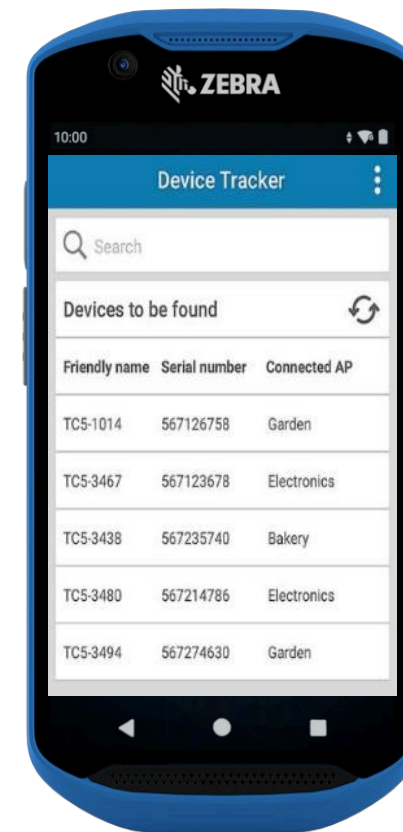 ZEBRA
10:00
Device Tracker
Search
Devices to be found
Friendly name Serial number Connected AP
TC5-1014 567126758 Garden
TC5-3467 567123678 Electronics
TC5-3438 567235740 Bakery
TC5-3480 567214786 Electronics
TC5-3494 567274630 Garden